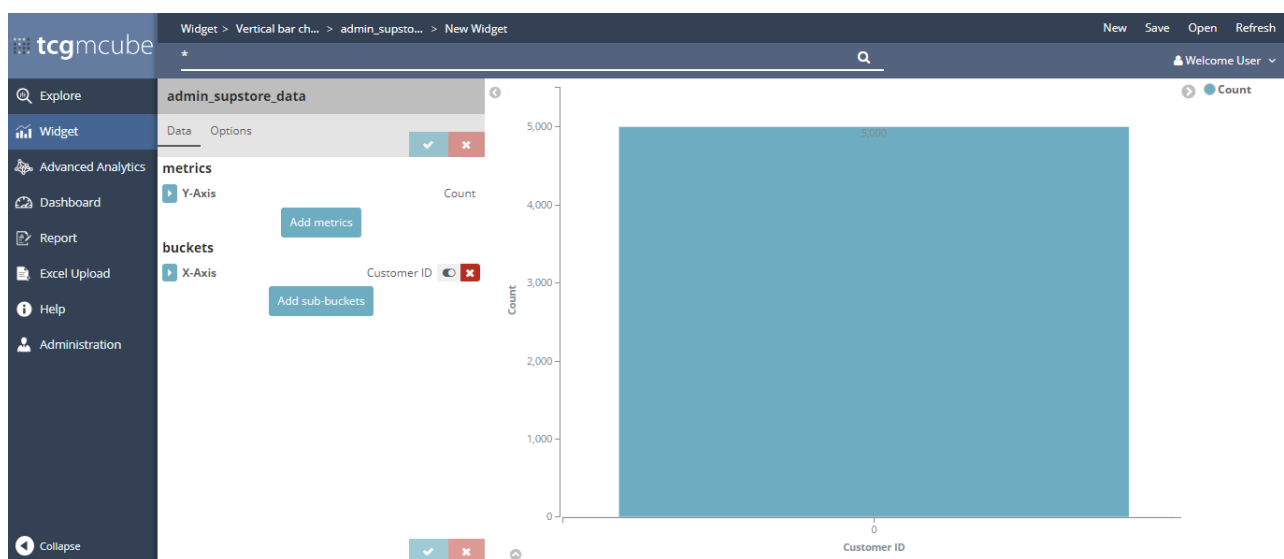 tcgmcube
Widget > Vertical bar ch... > admin_supsto... > New Widget
New Save Open Refresh
*
Welcome User
Explore
Widget
Advanced Analytics
Dashboard
Report
Excel Upload
Help
Administration
Collapse
admin_supstore_data
Data Options
metrics
Y-Axis Count
Add metrics
buckets
X-Axis Customer ID
Add sub-buckets
Count
5,000
4,000
3,000
2,000
1,000
0
Count
5,000
0
Customer ID